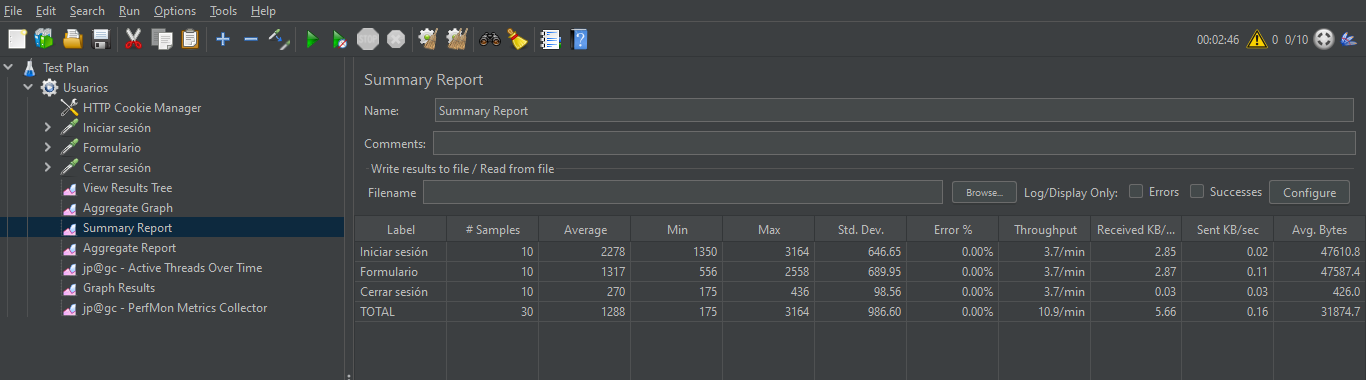 File Edit Search Run Options Tools Help
STOP 00:02:46 0 0/10
Test Plan
Usuarios
HTTP Cookie Manager
Iniciar sesión
Formulario
Cerrar sesión
View Results Tree
Aggregate Graph
Summary Report
Aggregate Report
jp@gc - Active Threads Over Time
Graph Results
jp@gc - PerfMon Metrics Collector
Summary Report
Name: Summary Report
Comments:
Write results to file / Read from file
Filename Browse... Log/Display Only: Errors Successes Configure
Label # Samples Average Min Max Std. Dev. Error % Throughput Received KB/... Sent KB/sec Avg. Bytes
Iniciar sesión 10 2278 1350 3164 646.65 0.00% 3.7/min 2.85 0.02 47610.8
Formulario 10 1317 556 2558 689.95 0.00% 3.7/min 2.87 0.11 47587.4
Cerrar sesión 10 270 175 436 98.56 0.00% 3.7/min 0.03 0.03 426.0
TOTAL 30 1288 175 3164 986.60 0.00% 10.9/min 5.66 0.16 31874.7